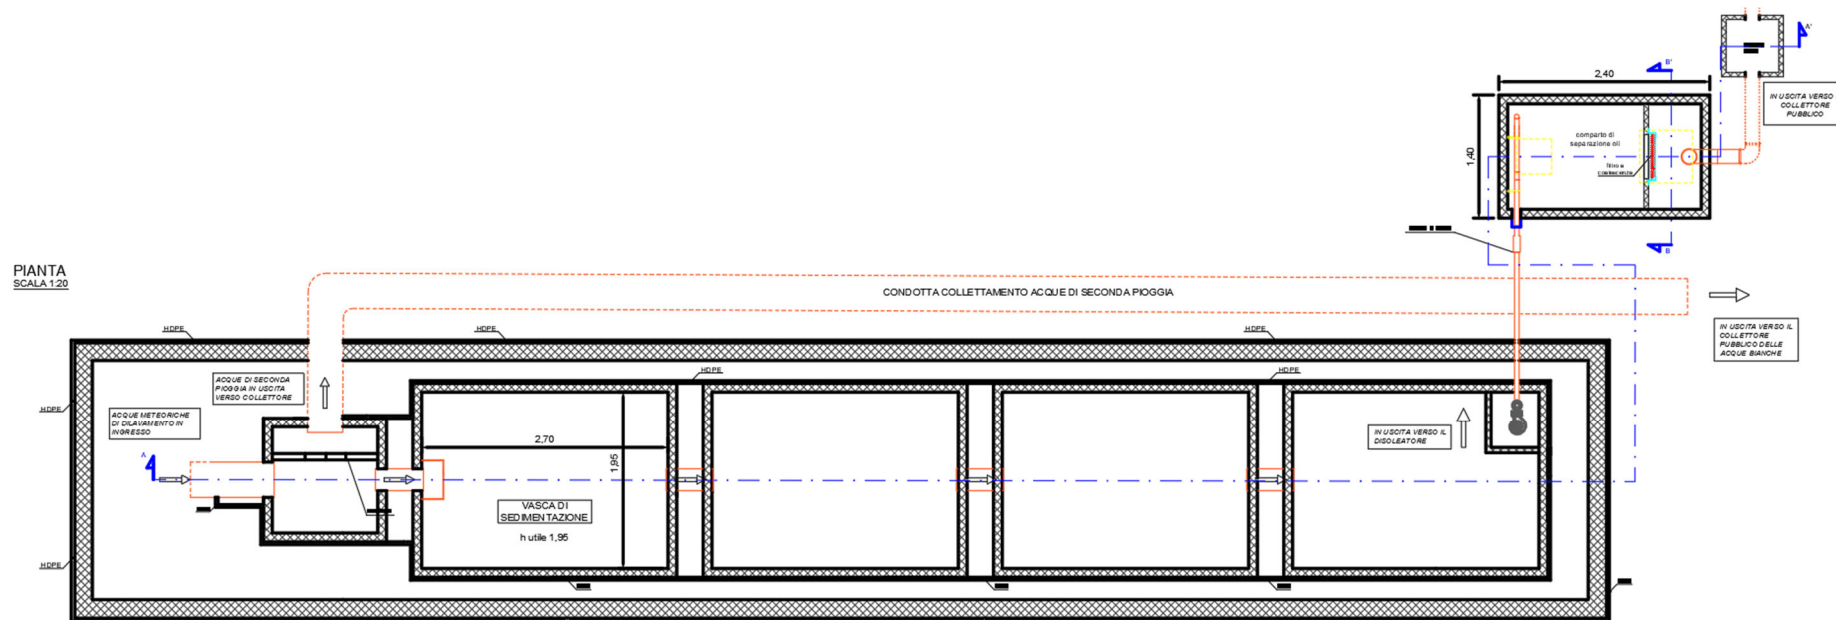 A'
B'
2,40
IN USCITA VERSO
COLLETTORE
PUBBLICO
comparto di
separazione oli
filtro a
coalescenza
1,40
B
PIANTA
SCALA 1:20
CONDOTTA COLLETTAMENTO ACQUE DI SECONDA PIOGGIA
IN USCITA VERSO IL
COLLETTORE
PUBBLICO DELLE
ACQUE BIANCHE
HDPE
HDPE
HDPE
HDPE
HDPE
ACQUE DI SECONDA
PIOGGIA IN USCITA
VERSO COLLETTORE
HDPE
ACQUE METEORICHE
DI DILAVAMENTO IN
INGRESSO
A
2,70
1,95
IN USCITA VERSO IL
DISOLEATORE
VASCA DI
SEDIMENTAZIONE
h utile 1,95
HDPE